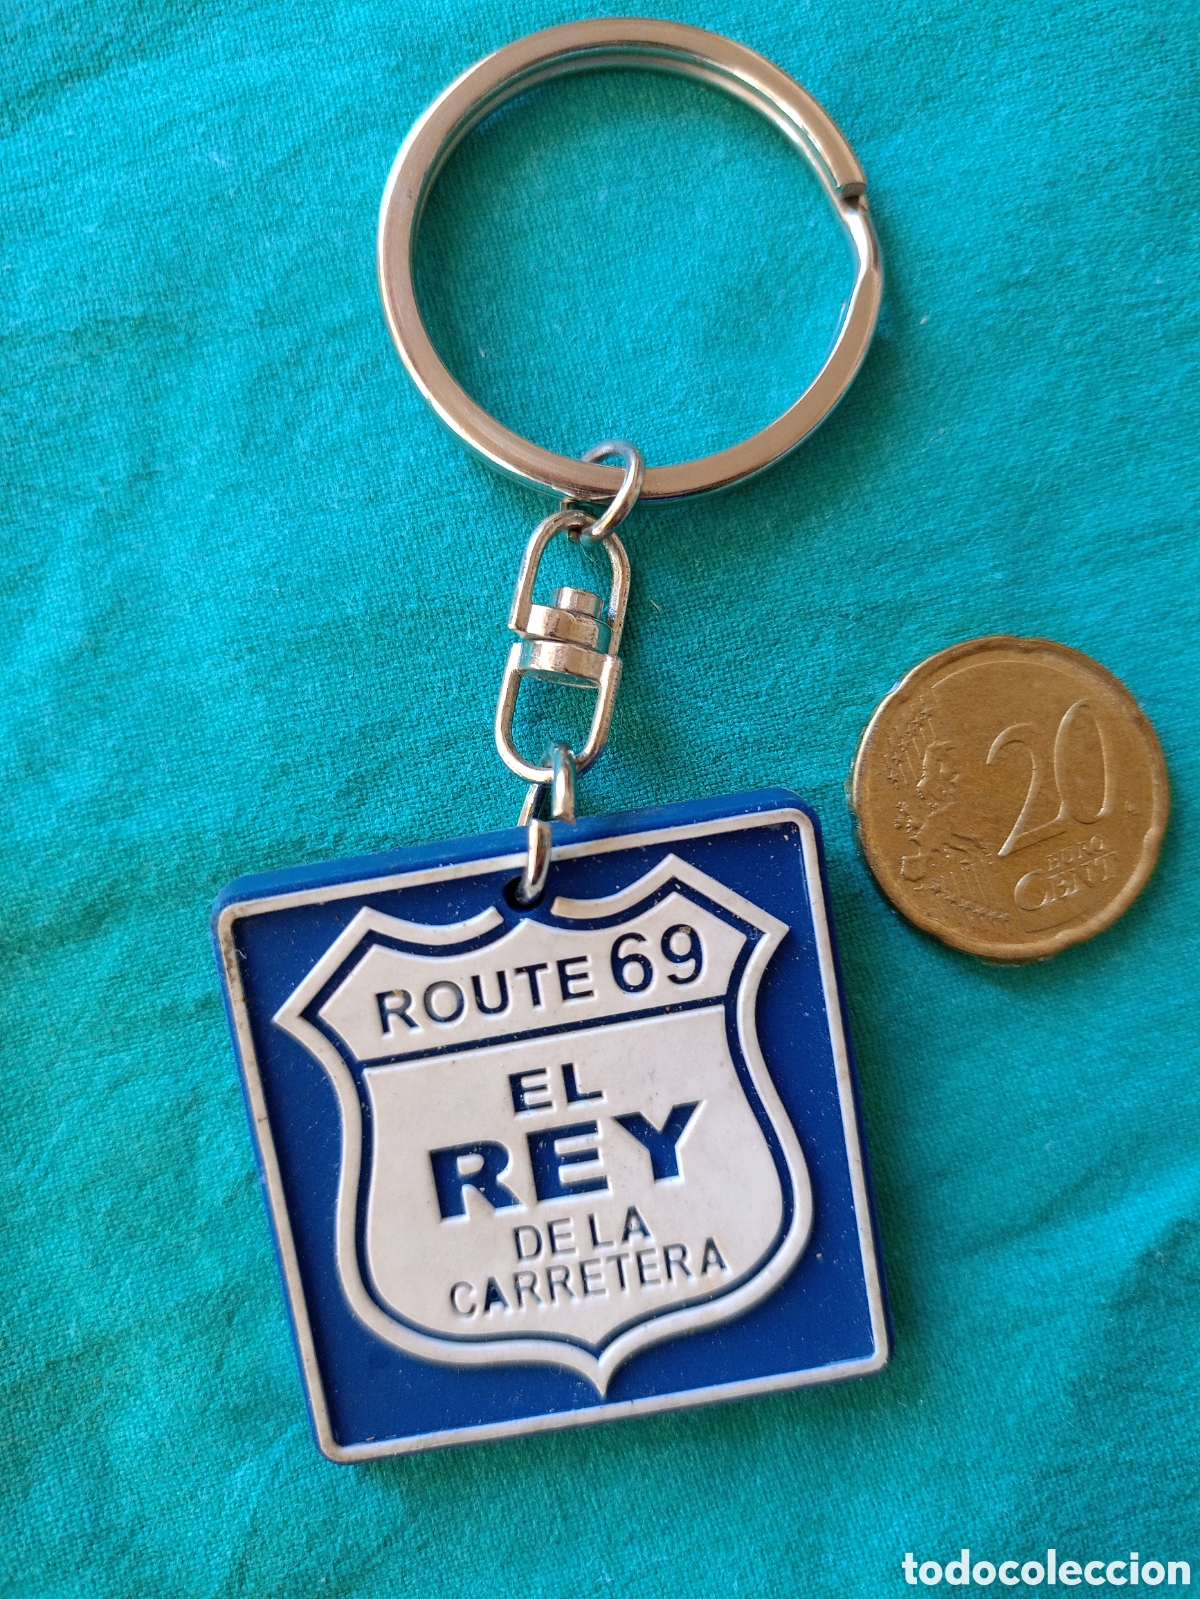 ROUTE 69
EL
REY
DE LA
CARRETERA
20
EURO
CENT
todocoleccion